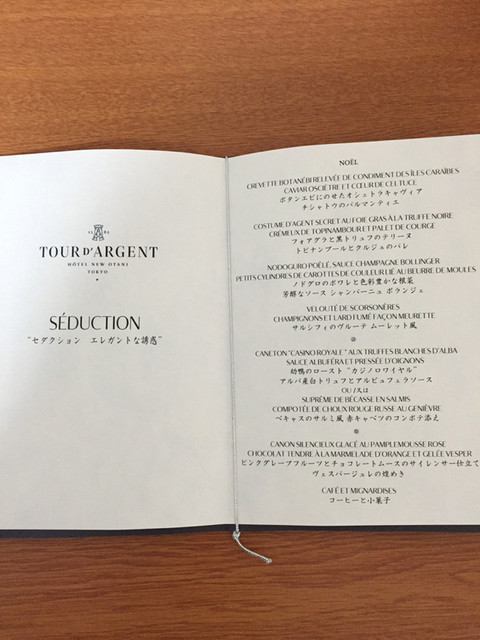 TOUR D'ARGENT
HÔTEL NEW OTANI
TOKYO
SÉDUCTION
"セダクション エレガントな誘惑"
NOËL
CREVETTE BOTANÉBI RELEVÉE DE CONDIMENT DES ÎLES CARAÏBES
CAVIAR OSCIÈTRE ET CŒUR DE CELTUCE
ボタンエビにのせたオシェトラキャヴィア
チシャトウのパルマンティエ
COSTUME D'AGENT SECRET AU FOIE GRAS À LA TRUFFE NOIRE
CRÉMEUX DE TOPINAMBOUR ET PALET DE COURGE
フォアグラと黒トリュフのテリーヌ
トピナンブールとクルジュのパレ
NODOGURO POÊLÉ, SAUCE CHAMPAGNE BOLLINGER
PETITS CYLINDRES DE CAROTTES DE COULEUR LIÉ AU BEURRE DE MOULES
ノドグロのポワレと色彩豊かな根菜
芳醇なソース シャンパーニュ ボランジェ
VELOUTÉ DE SCORSONÈRES
CHAMPIGNONS ET LARD FUMÉ FAÇON MEURETTE
サルシフィのヴルーテ ムーレット風
CANETON "CASINO ROYALE" AUX TRUFFES BLANCHES D'ALBA
SAUCE ALBUFÉRA ET PRESSÉE D'OIGNONS
幼鴨のロースト "カジノロワイヤル"
アルバ産白トリュフとアルビュフェラソース
OU /又は
SUPRÊME DE BÉCASSE EN SALMIS
COMPOTÉE DE CHOUX ROUGE RUSSE AU GENIÈVRE
ベキャスのサルミ風 赤キャベツのコンポテ添え
CANON SILENCIEUX GLACÉ AU PAMPLEMOUSSE ROSE
CHOCOLAT TENDRE À LA MARMELADE D'ORANGE ET GELÉE VESPER
ピンクグレープフルーツとチョコレートムースのサイレンサー仕立て
ヴェスパージュレの煌めき
CAFÉ ET MIGNARDISES
コーヒーと小菓子